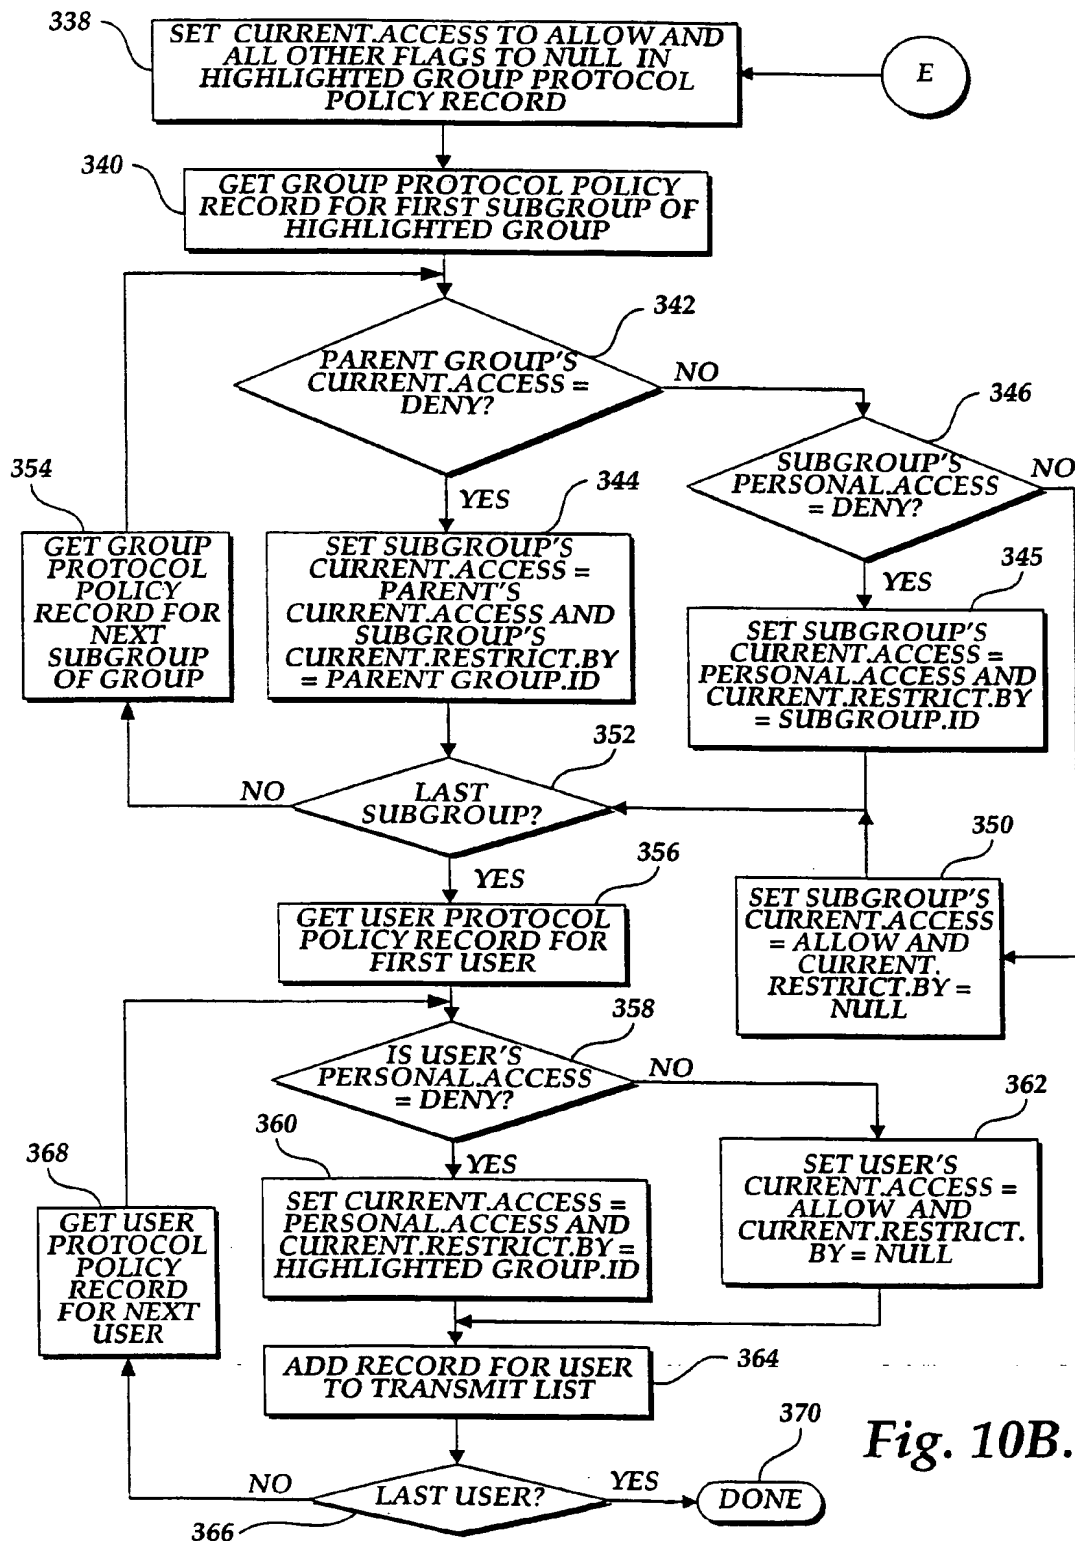 338
SET CURRENT.ACCESS TO ALLOW AND
ALL OTHER FLAGS TO NULL IN
HIGHLIGHTED GROUP PROTOCOL
POLICY RECORD
E
340
GET GROUP PROTOCOL POLICY
RECORD FOR FIRST SUBGROUP OF
HIGHLIGHTED GROUP
342
PARENT GROUP'S
CURRENT.ACCESS =
DENY?
NO
YES
346
SUBGROUP'S
PERSONAL.ACCESS
= DENY?
NO
YES
354
GET GROUP
PROTOCOL
POLICY
RECORD FOR
NEXT
SUBGROUP
OF GROUP
344
SET SUBGROUP'S
CURRENT.ACCESS =
PARENT'S
CURRENT.ACCESS AND
SUBGROUP'S
CURRENT.RESTRICT.BY
= PARENT GROUP.ID
345
SET SUBGROUP'S
CURRENT.ACCESS =
PERSONAL.ACCESS AND
CURRENT.RESTRICT.BY
= SUBGROUP.ID
352
LAST
SUBGROUP?
NO
YES
350
SET SUBGROUP'S
CURRENT.ACCESS
= ALLOW AND
CURRENT.
RESTRICT.BY =
NULL
356
GET USER PROTOCOL
POLICY RECORD FOR
FIRST USER
358
IS USER'S
PERSONAL.ACCESS
= DENY?
NO
YES
360
SET CURRENT.ACCESS =
PERSONAL.ACCESS AND
CURRENT.RESTRICT.BY=
HIGHLIGHTED GROUP.ID
362
SET USER'S
CURRENT.ACCESS =
ALLOW AND
CURRENT.RESTRICT.
BY = NULL
368
GET USER
PROTOCOL
POLICY
RECORD
FOR NEXT
USER
ADD RECORD FOR USER
TO TRANSMIT LIST
364
LAST USER?
366
NO
YES
370
DONE
Fig. 10B.